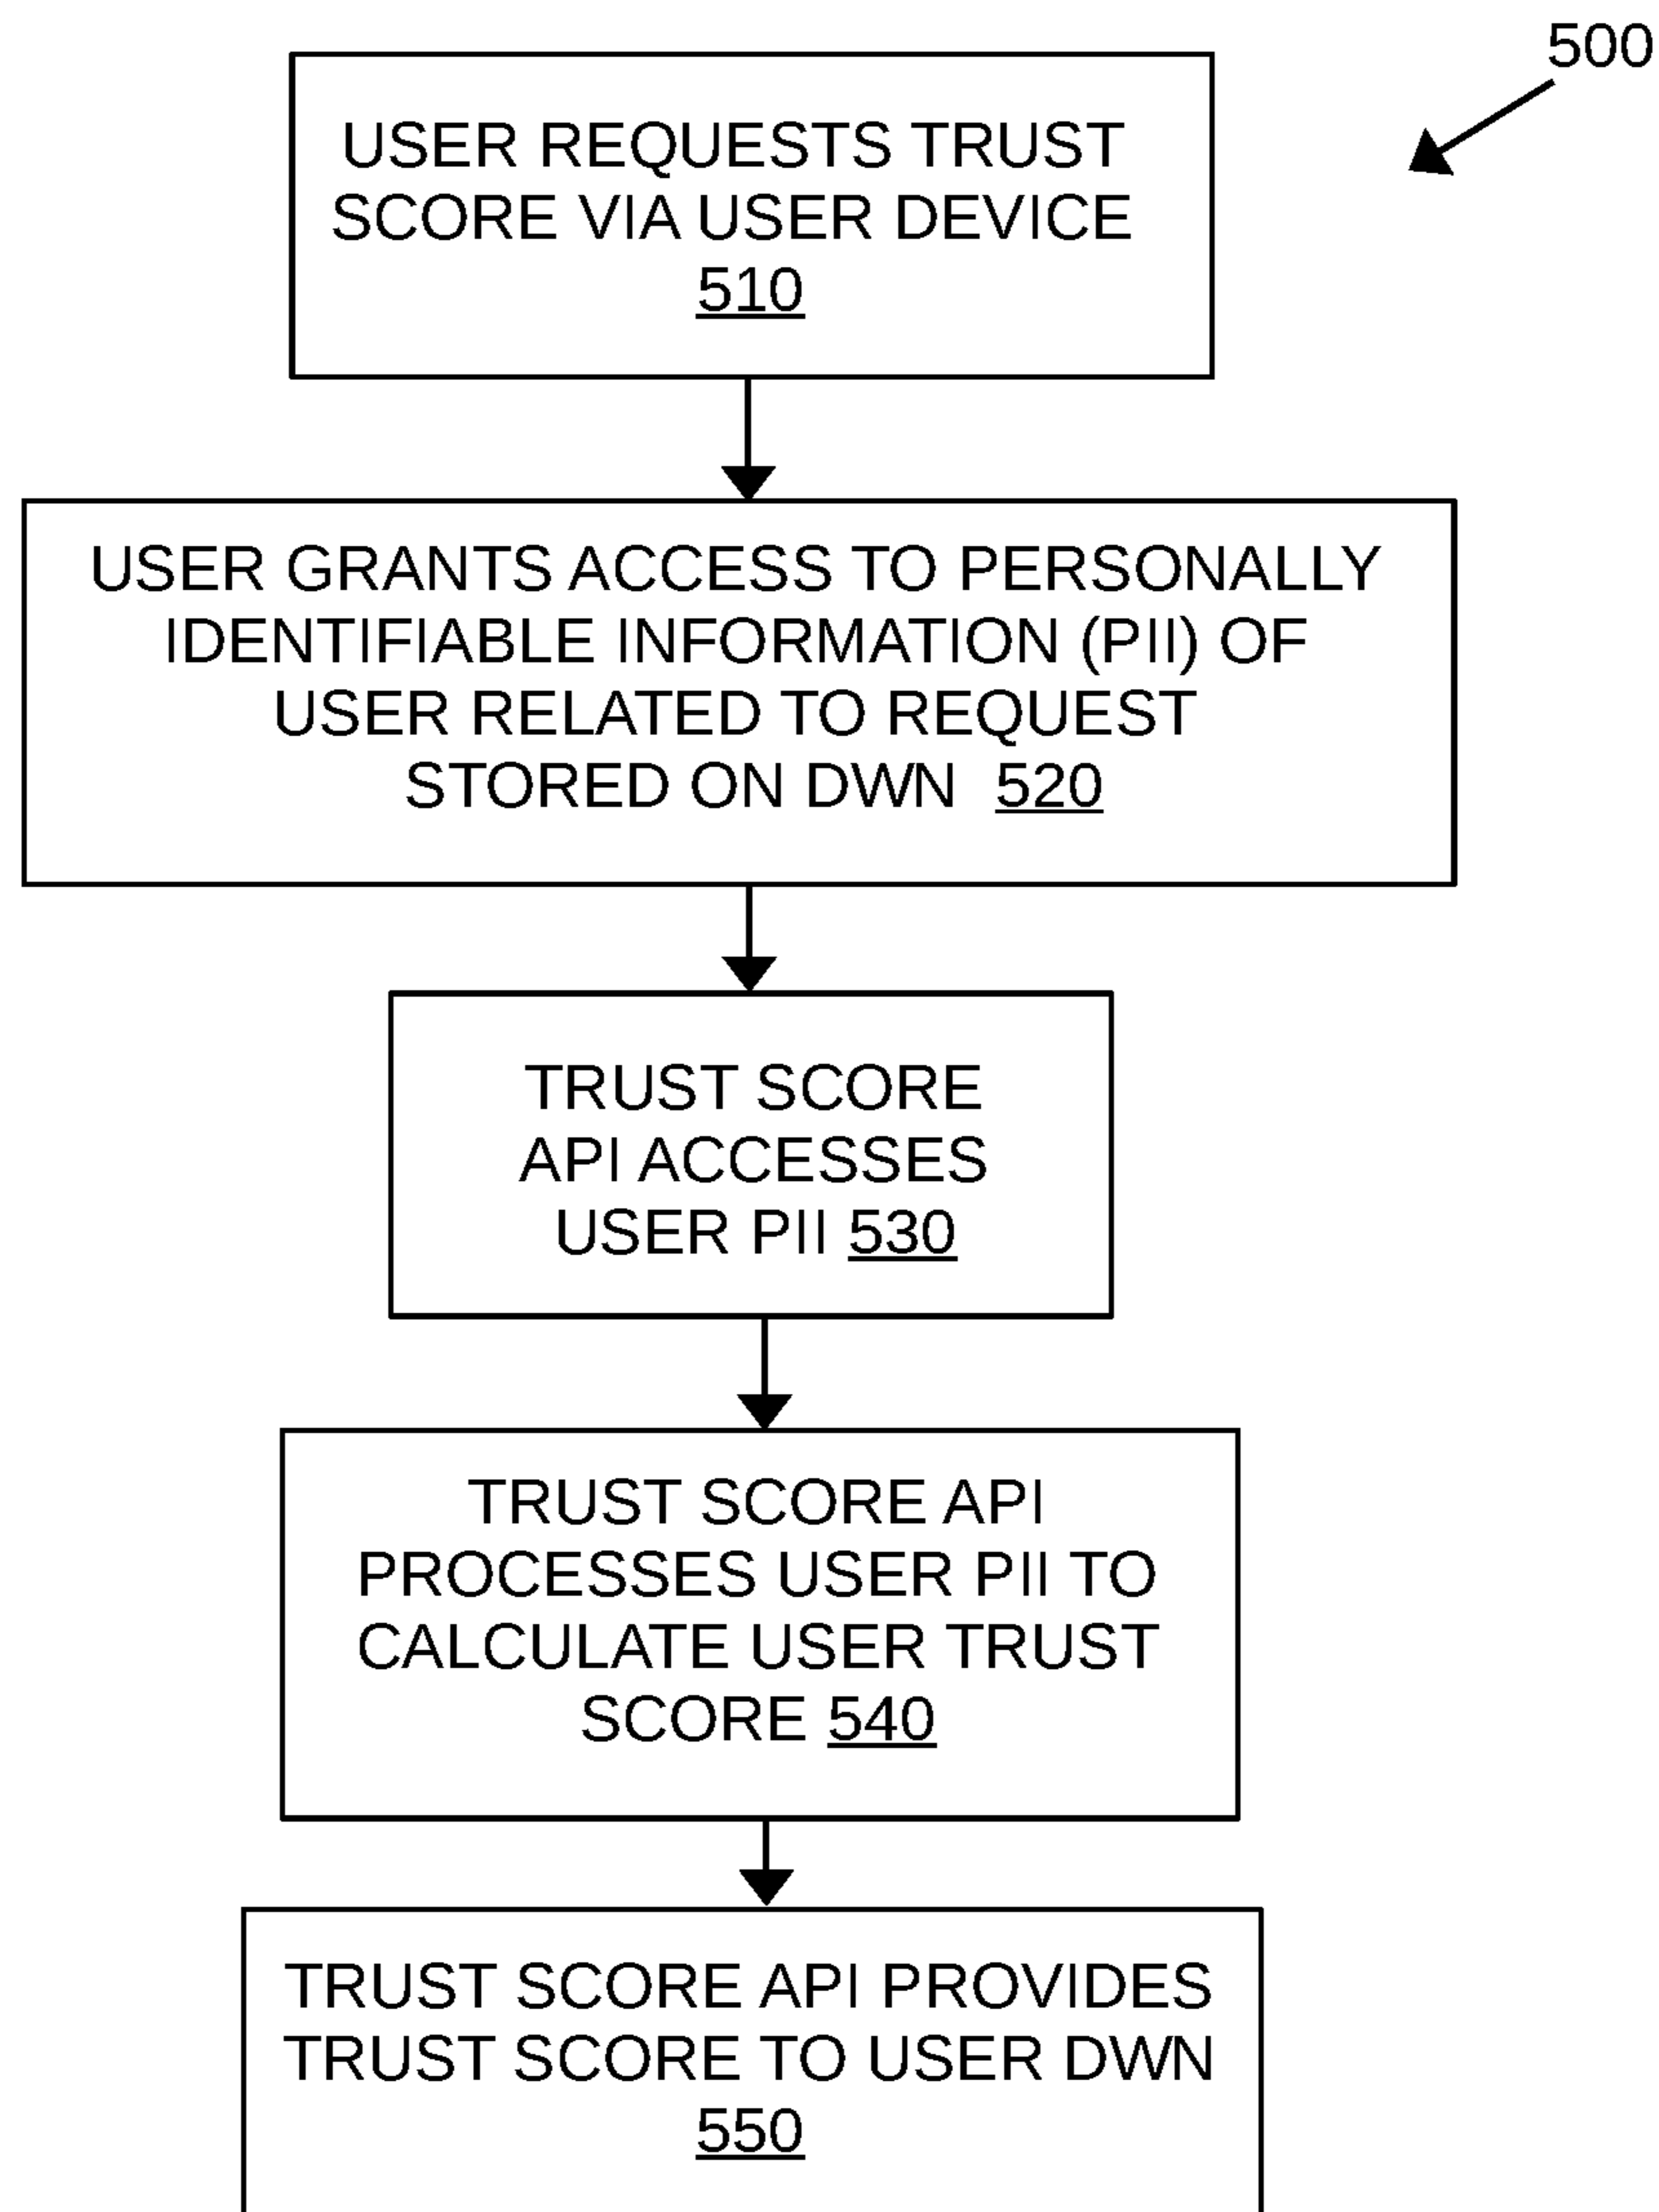 500
USER REQUESTS TRUST
SCORE VIA USER DEVICE
510
USER GRANTS ACCESS TO PERSONALLY
IDENTIFIABLE INFORMATION (PII) OF
USER RELATED TO REQUEST
STORED ON DWN 520
TRUST SCORE
API ACCESSES
USER PII 530
TRUST SCORE API
PROCESSES USER PII TO
CALCULATE USER TRUST
SCORE 540
TRUST SCORE API PROVIDES
TRUST SCORE TO USER DWN
550